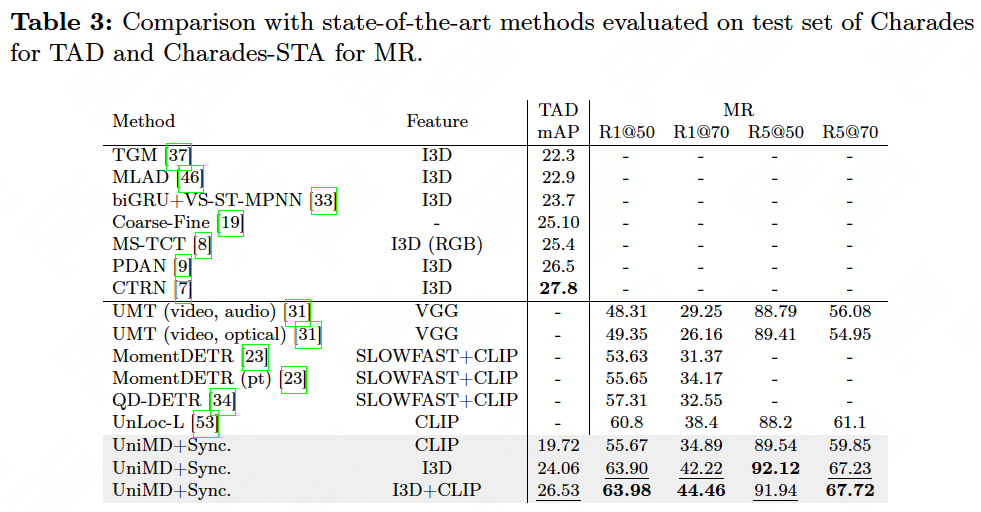 Table 3: Comparison with state-of-the-art methods evaluated on test set of Charades
for TAD and Charades-STA for MR.
Method Feature TAD mAP MR R1@50 R1@70 R5@50 R5@70
TGM [37] I3D 22.3 - - - -
MLAD [46] I3D 22.9 - - - -
biGRU+VS-ST-MPNN [33] I3D 23.7 - - - -
Coarse-Fine [19] - 25.10 - - - -
MS-TCT [8] I3D (RGB) 25.4 - - - -
PDAN [9] I3D 26.5 - - - -
CTRN [7] I3D 27.8 - - - -
UMT (video, audio) [31] VGG - 48.31 29.25 88.79 56.08
UMT (video, optical) [31] VGG - 49.35 26.16 89.41 54.95
MomentDETR [23] SLOWFAST+CLIP - 53.63 31.37 - -
MomentDETR (pt) [23] SLOWFAST+CLIP - 55.65 34.17 - -
QD-DETR [34] SLOWFAST+CLIP - 57.31 32.55 - -
UnLoc-L [53] CLIP - 60.8 38.4 88.2 61.1
UniMD+Sync. CLIP 19.72 55.67 34.89 89.54 59.85
UniMD+Sync. I3D 24.06 63.90 42.22 92.12 67.23
UniMD+Sync. I3D+CLIP 26.53 63.98 44.46 91.94 67.72